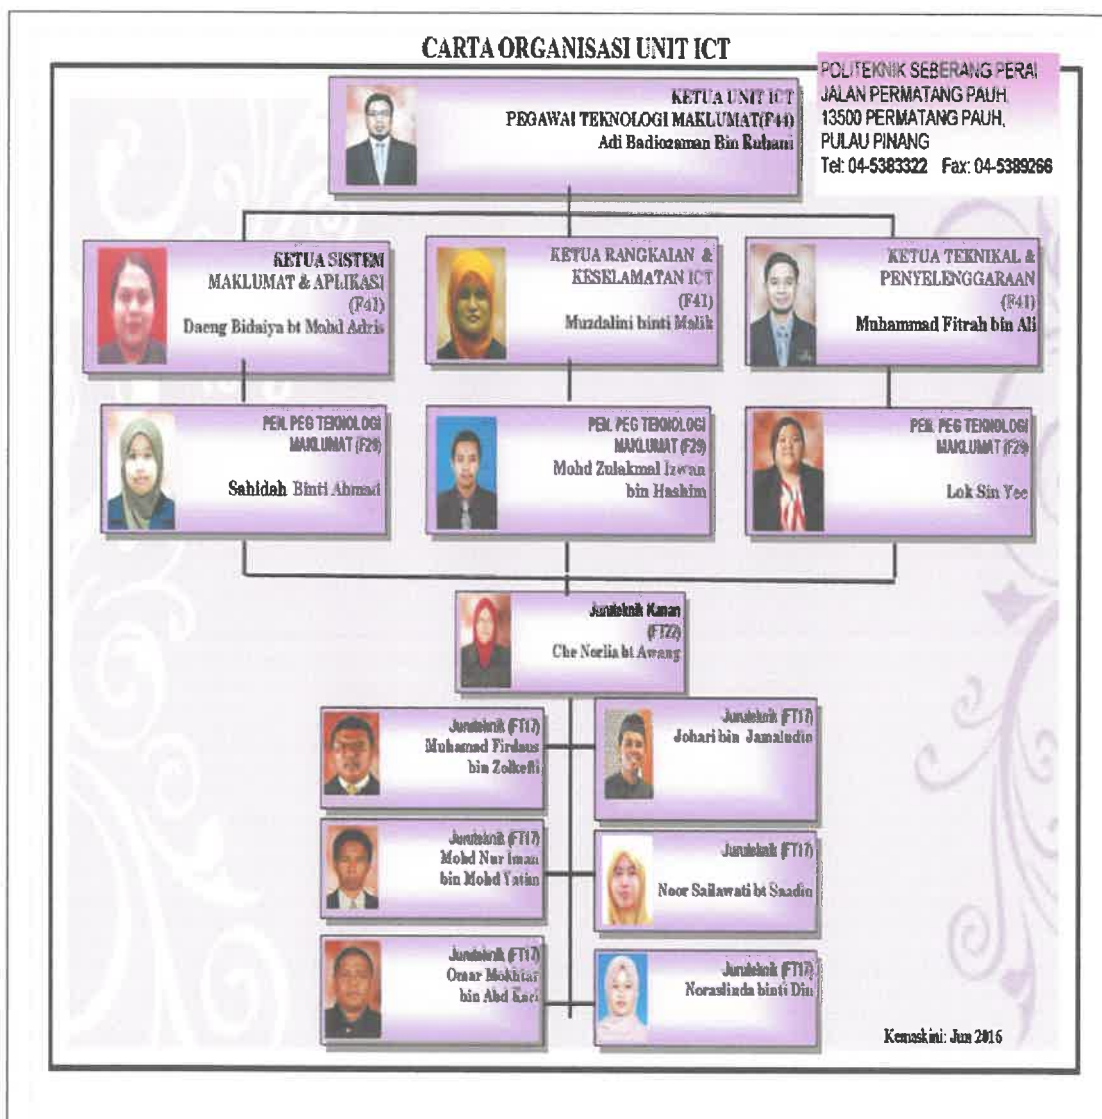 CARTA ORGANISASI UNIT ICT
POLITEKNIK SEBERANG PERAI
JALAN PERMATANG PAUH,
13500 PERMATANG PAUH,
PULAU PINANG
Tel: 04-5383322 Fax: 04-5389266
KETUA UNIT ICT
PEGAWAI TEKNOLOGI MAKLUMAT(F44)
Adi Badiozaman Bin Ruhani
KETUA SISTEM
MAKLUMAT & APLIKASI
(F41)
Daeng Bidaiya bt Mohd Adzis
KETUA RANGKAIAN &
KESELAMATAN ICT
(F41)
Muzdalini binti Malik
KETUA TEKNIKAL &
PENYELENGGARAAN
(F41)
Muhammad Fitrah bin Ali
PEN. PEG TEKNOLOGI
MAKLUMAT (F29)
Sahidah Binti Ahmad
PEN. PEG TEKNOLOGI
MAKLUMAT (F29)
Mohd Zulakmal Izwan
bin Hashim
PEN. PEG TEKNOLOGI
MAKLUMAT (F29)
Lok Sin Yee
Juruteknik Kanan
(FT22)
Che Norlia bt Awang
Juruteknik (FT17)
Muhamad Firdaus
bin Zolkefli
Juruteknik (FT17)
Johari bin Jamaludin
Juruteknik (FT17)
Mohd Nur Iman
bin Mohd Yatim
Juruteknik (FT17)
Noor Sailawati bt Saadin
Juruteknik (FT17)
Omar Mokhtar
bin Abd
Juruteknik (FT17)
Noraslinda binti Din
Kemaskini: Jun 2016